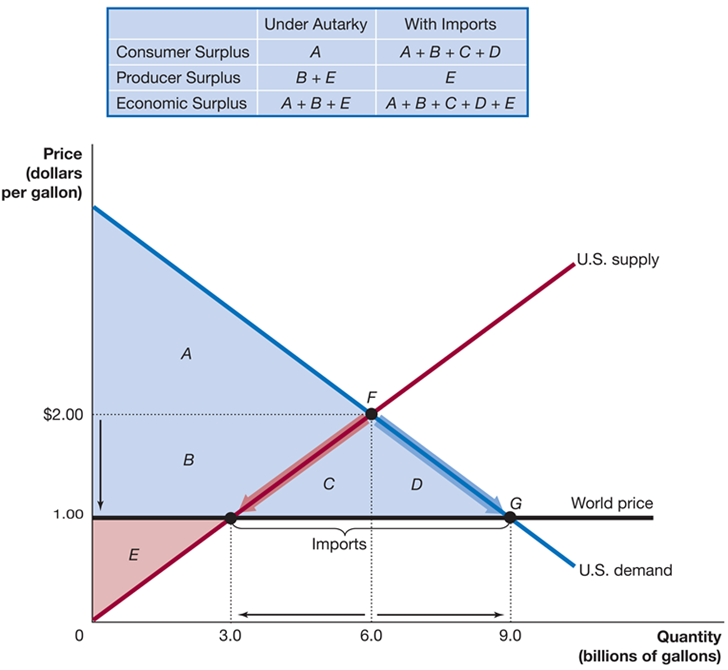 Under Autarky With Imports
Consumer Surplus A A + B + C + D
Producer Surplus B + E E
Economic Surplus A + B + E A + B + C + D + E
Price
(dollars
per gallon)
U.S. supply
A
F
$2.00
B
C
D
G
World price
1.00
Imports
E
U.S. demand
0
3.0
6.0
9.0
Quantity
(billions of gallons)